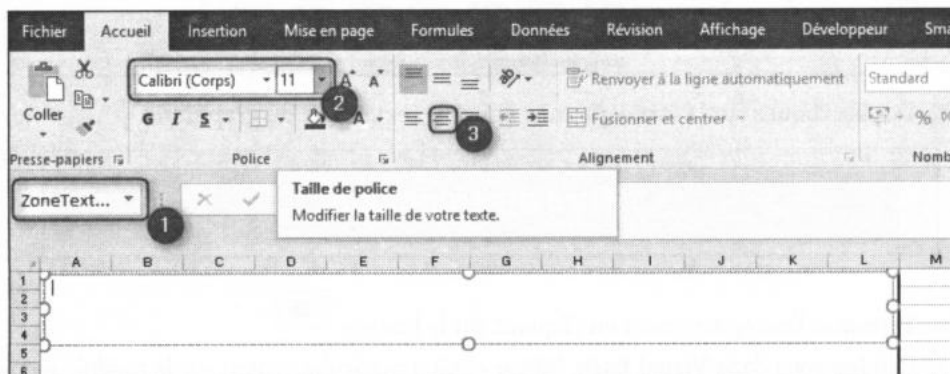 Fichier Accueil Insertion Mise en page Formules Données Révision Affichage Développeur Sma
Calibri (Corps) 11 A A Renvoyer à la ligne automatiquement Standard
2
Coller G I S A 3 Fusionner et centrer %
Presse-papiers Police Alignement Nomb
ZoneText... 1
Taille de police
Modifier la taille de votre texte.
A B C D E F G H I J K L M
1
2
3
4
5
6